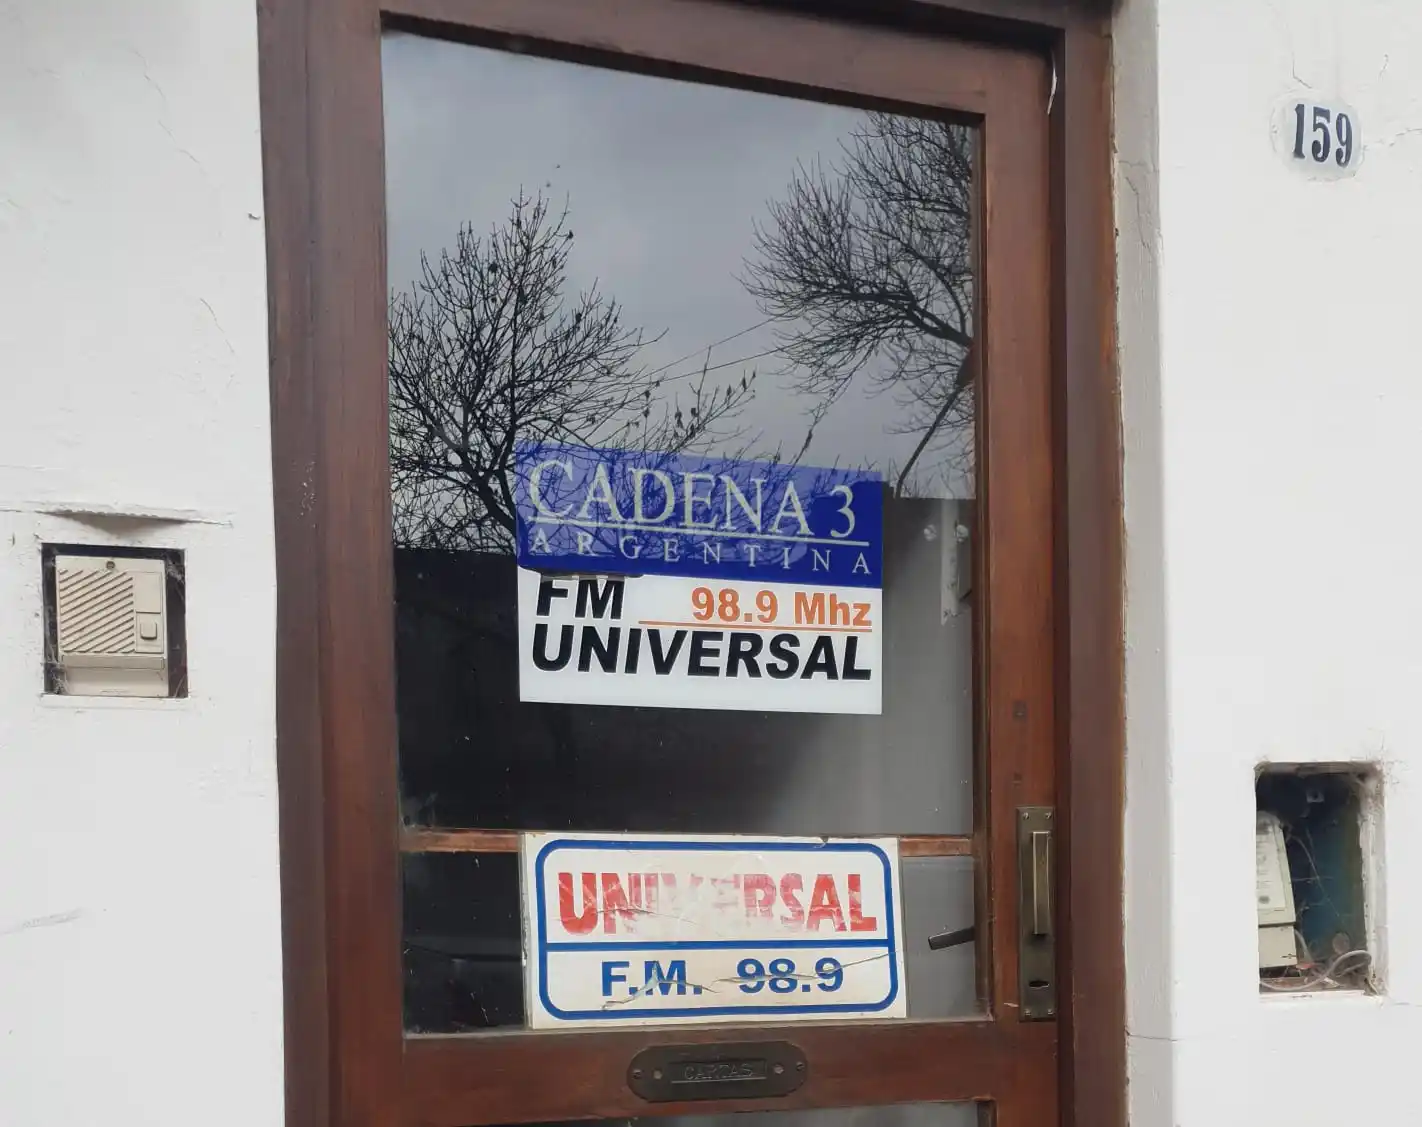 159
CADENA 3
ARGENTINA
FM 98.9 Mhz
UNIVERSAL
UNIVERSAL
F.M. 98.9
CARTAS